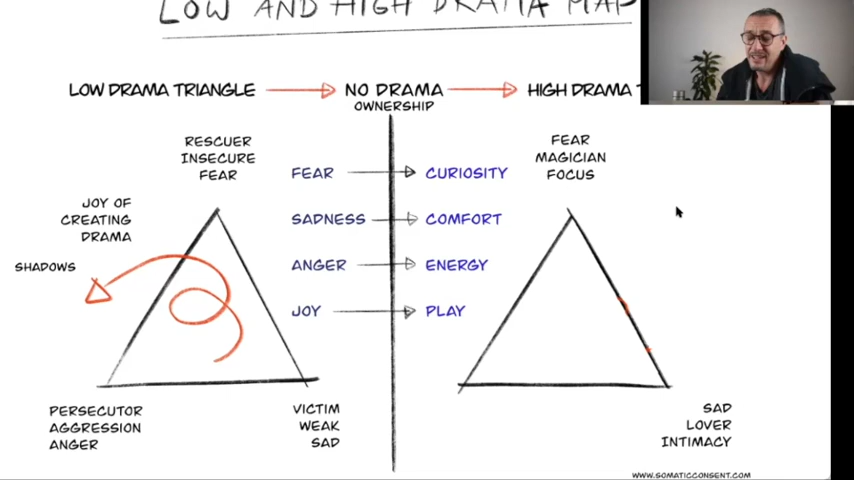 LOW AND HIGH DRAMA MAP
LOW DRAMA TRIANGLE
NO DRAMA
OWNERSHIP
HIGH DRAMA
RESCUER
INSECURE
FEAR
JOY OF
CREATING
DRAMA
SHADOWS
PERSECUTOR
AGGRESSION
ANGER
VICTIM
WEAK
SAD
FEAR
CURIOSITY
SADNESS
COMFORT
ANGER
ENERGY
JOY
PLAY
FEAR
MAGICIAN
FOCUS
SAD
LOVER
INTIMACY
WWW.SOMATICCONSENT.COM